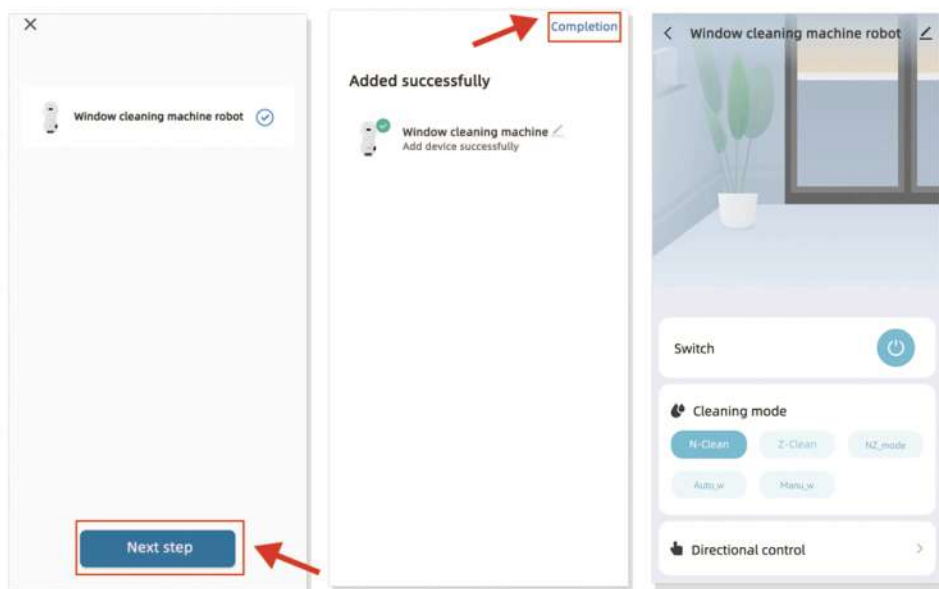 Window cleaning machine robot
Next step
Completion
Added successfully
Window cleaning machine
Add device successfully
Window cleaning machine robot
Switch
Cleaning mode
N-Clean Z-Clean NZ_mode
Auto_w Manu_w
Directional control